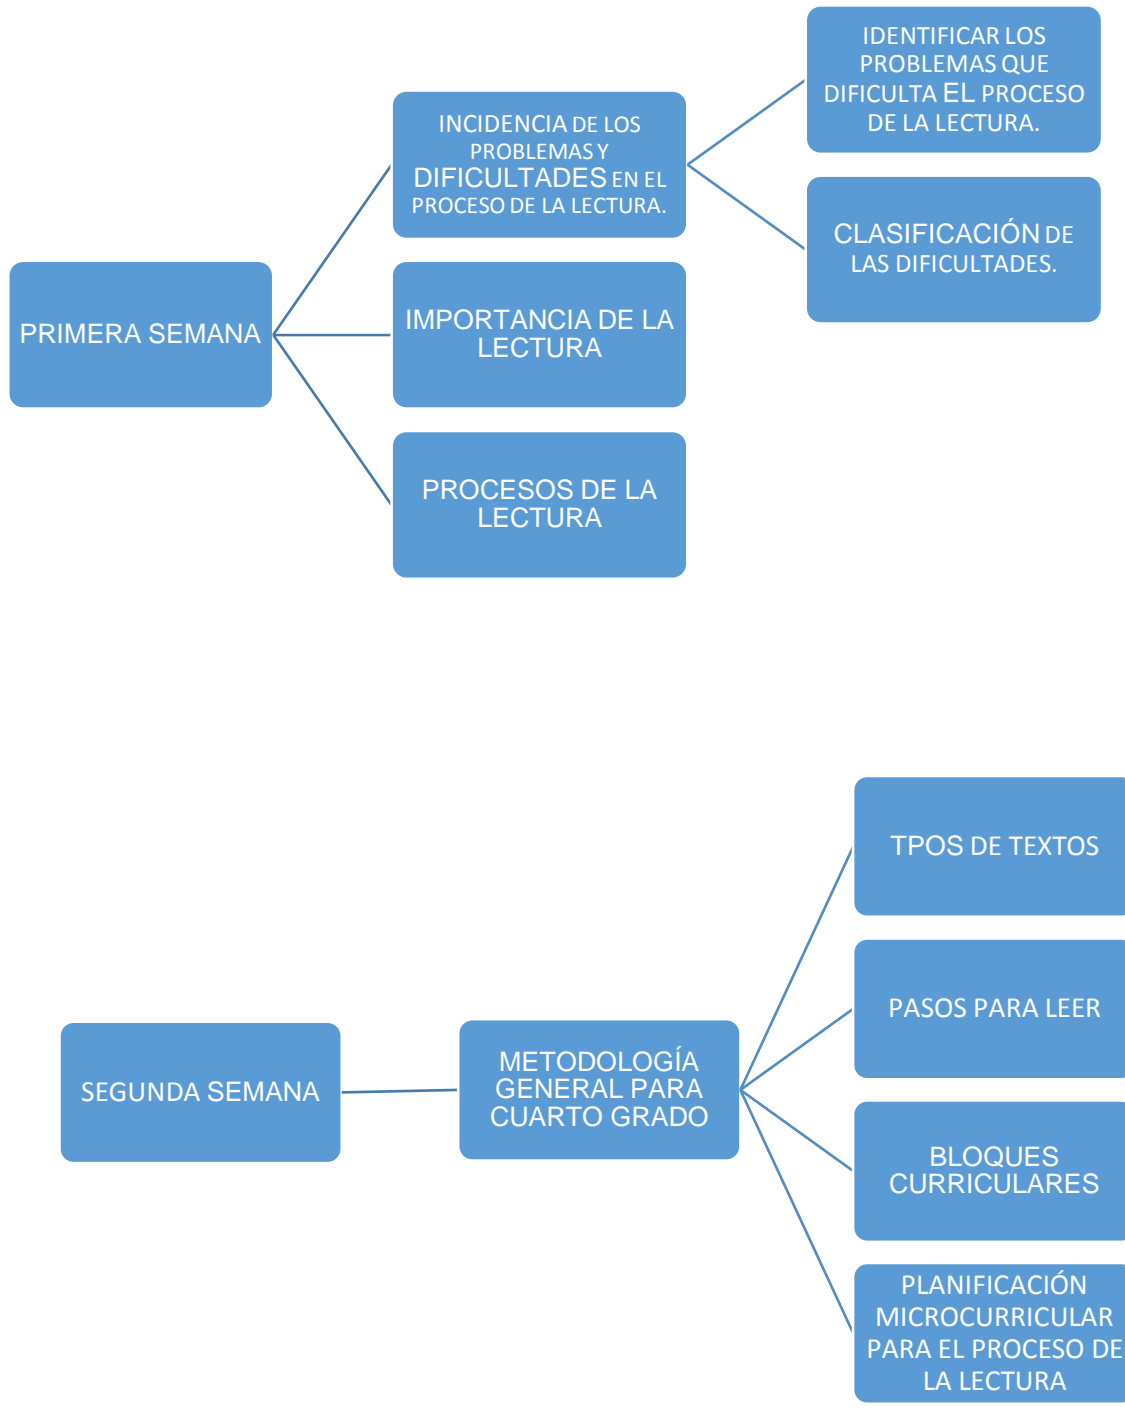 PRIMERA SEMANA
INCIDENCIA DE LOS
PROBLEMAS Y
DIFICULTADES EN EL
PROCESO DE LA LECTURA.
IDENTIFICAR LOS
PROBLEMAS QUE
DIFICULTA EL PROCESO
DE LA LECTURA.
CLASIFICACIÓN DE
LAS DIFICULTADES.
IMPORTANCIA DE LA
LECTURA
PROCESOS DE LA
LECTURA
SEGUNDA SEMANA
METODOLOGÍA
GENERAL PARA
CUARTO GRADO
TPOS DE TEXTOS
PASOS PARA LEER
BLOQUES
CURRICULARES
PLANIFICACIÓN
MICROCURRICULAR
PARA EL PROCESO DE
LA LECTURA